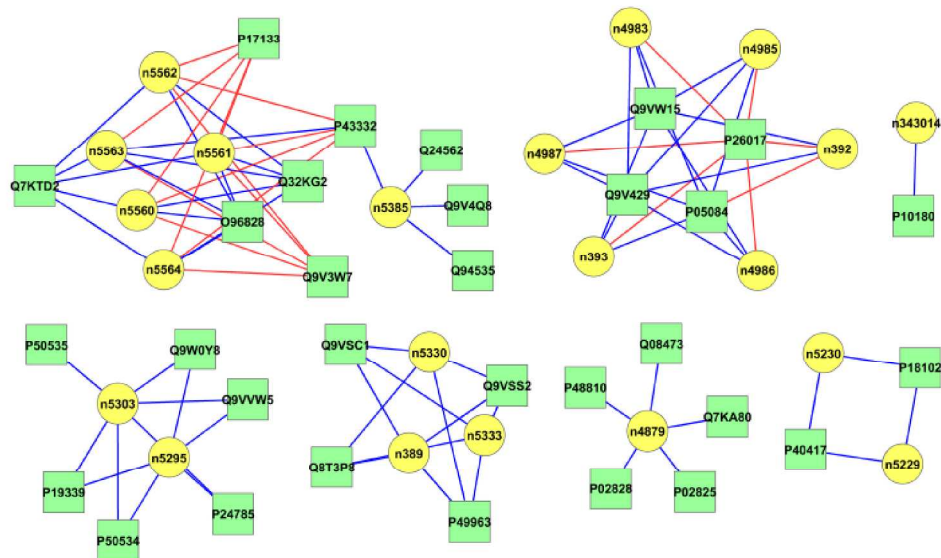 P17133
n5562
P43332
n5563
n5561
Q24562
Q7KTD2
Q32KG2
n5560
O96828
n5385
Q9V4Q8
n5564
Q9V3W7
Q94535
n4983
n4985
Q9VW15
n343014
P26017
n4987
n392
Q9V429
P05084
P10180
n393
n4986
P50535
Q9W0Y8
n5303
Q9VVW5
n5295
P19339
P24785
P50534
Q9VSC1
n5330
Q9VSS2
n5333
n389
Q8T3P8
P49963
Q08473
P48810
Q7KA80
n4879
P02828
P02825
n5230
P18102
P40417
n5229